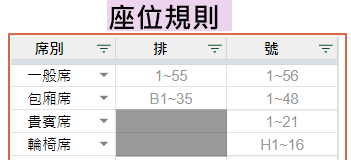 座位規則
席別 排 號
一般席 1~55 1~56
包廂席 B1~35 1~48
貴賓席 1~21
輪椅席 H1~16